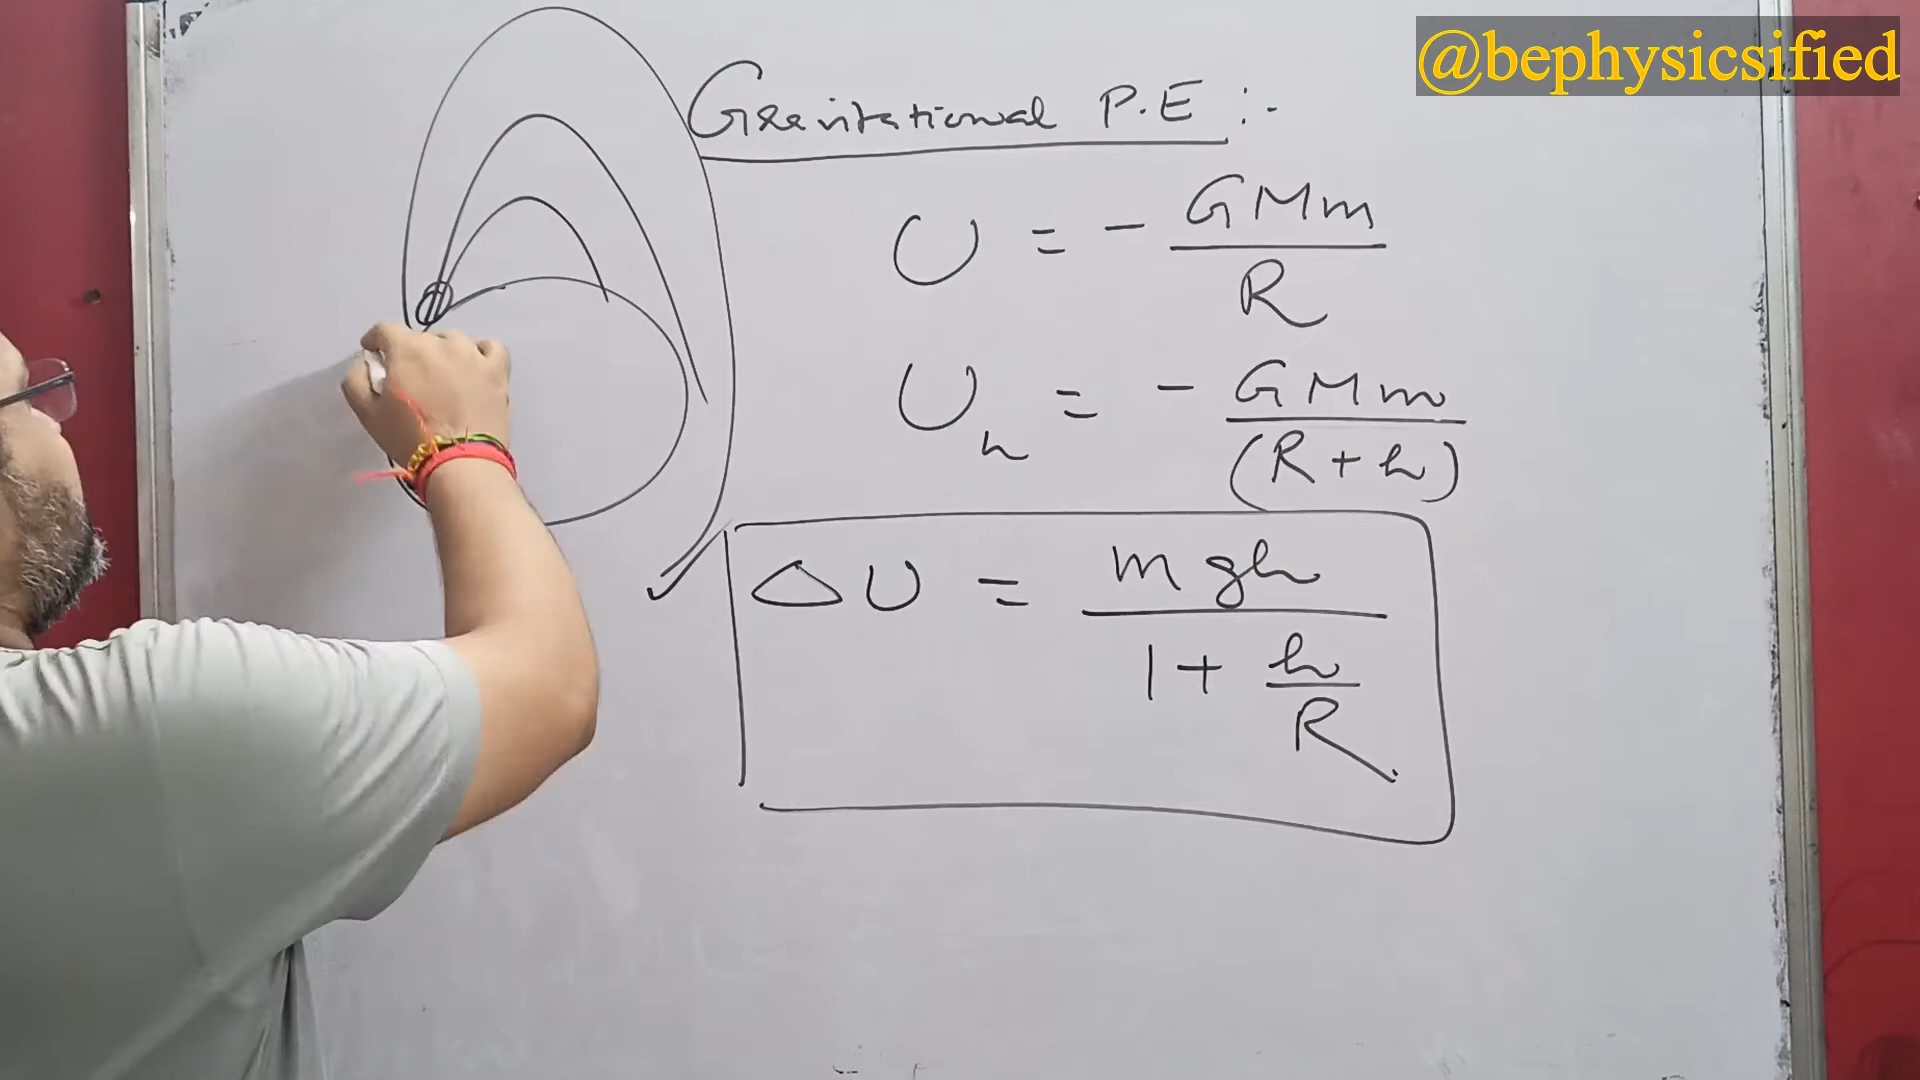 @bephysicsified
Gravitational P.E :-
U = - GMm / R
U_h = - GMm / (R + h)
ΔU = mgh / 1 + h/R